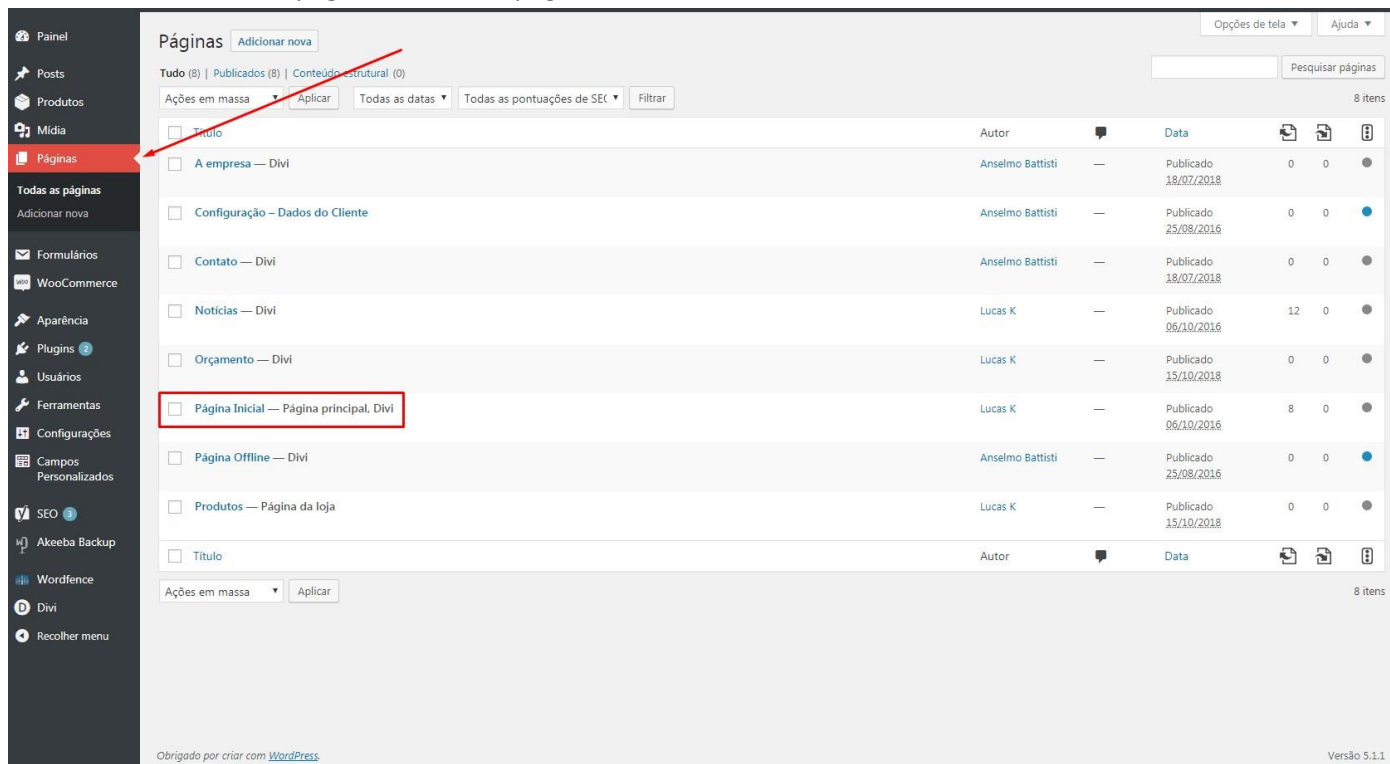 Painel
Posts
Produtos
Mídia
Páginas
Todas as páginas
Adicionar nova
Formulários
WooCommerce
Aparência
Plugins 2
Usuários
Ferramentas
Configurações
Campos
Personalizados
SEO 3
Akeeba Backup
Wordfence
Divi
Recolher menu
Opções de tela ▼ Ajuda ▼
Páginas Adicionar nova
Tudo (8) | Publicados (8) | Conteúdo estrutural (0)
Pesquisar páginas
Ações em massa ▼ Aplicar Todas as datas ▼ Todas as pontuações de SE( ▼ Filtrar 8 itens
Título Autor Data
A empresa — Divi Anselmo Battisti — Publicado 0 0
18/07/2018
Configuração – Dados do Cliente Anselmo Battisti — Publicado 0 0
25/08/2016
Contato — Divi Anselmo Battisti — Publicado 0 0
18/07/2018
Notícias — Divi Lucas K — Publicado 12 0
06/10/2016
Orçamento — Divi Lucas K — Publicado 0 0
15/10/2018
Página Inicial — Página principal, Divi Lucas K — Publicado 8 0
06/10/2016
Página Offline — Divi Anselmo Battisti — Publicado 0 0
25/08/2016
Produtos — Página da loja Lucas K — Publicado 0 0
15/10/2018
Título Autor Data
Ações em massa ▼ Aplicar 8 itens
Obrigado por criar com WordPress. Versão 5.1.1